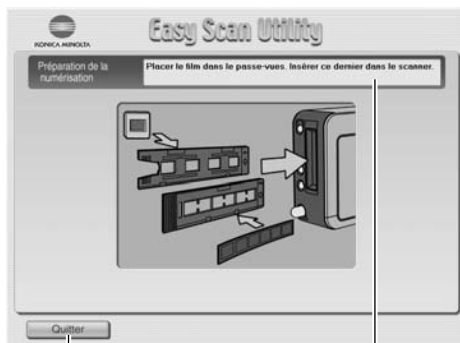 KONICA MINOLTA
Easy Scan Utility
Préparation de la
numérisation
Placer le film dans le passe-vues. Insérer ce dernier dans le scanner.
Quitter